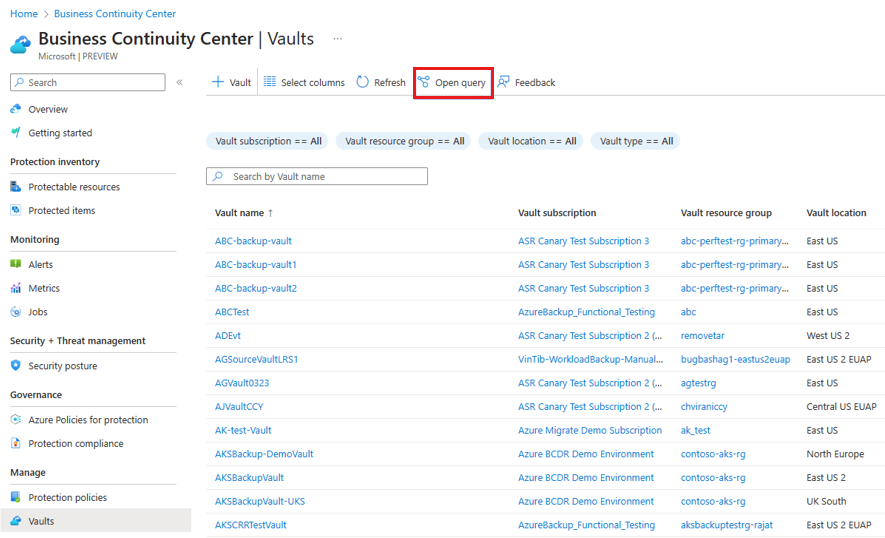 Home > Business Continuity Center
Business Continuity Center | Vaults ...
Microsoft | PREVIEW
Search «
Overview
Getting started
Protection inventory
Protectable resources
Protected items
Monitoring
Alerts
Metrics
Jobs
Security + Threat management
Security posture
Governance
Azure Policies for protection
Protection compliance
Manage
Protection policies
Vaults
+ Vault Select columns Refresh Open query Feedback
Vault subscription == All Vault resource group == All Vault location == All Vault type == All
Search by Vault name
Vault name ↑ Vault subscription Vault resource group Vault location
ABC-backup-vault ASR Canary Test Subscription 3 abc-perftest-rg-primary... East US
ABC-backup-vault1 ASR Canary Test Subscription 3 abc-perftest-rg-primary... East US
ABC-backup-vault2 ASR Canary Test Subscription 3 abc-perftest-rg-primary... East US
ABCTest AzureBackup_Functional_Testing abc East US
ADEvt ASR Canary Test Subscription 2 (... removetar West US 2
AGSourceVaultLRS1 VinTib-WorkloadBackup-Manual... bugbashag1-eastus2euap East US 2 EUAP
AGVault0323 ASR Canary Test Subscription 2 (... agtestrg East US
AJVaultCCY ASR Canary Test Subscription 2 (... chviraniccy Central US EUAP
AK-test-Vault Azure Migrate Demo Subscription ak_test East US
AKSBackup-DemoVault Azure BCDR Demo Environment contoso-aks-rg North Europe
AKSBackupVault Azure BCDR Demo Environment contoso-aks-rg East US 2
AKSBackupVault-UKS Azure BCDR Demo Environment contoso-aks-rg UK South
AKSCRRTestVault AzureBackup_Functional_Testing aksbackuptestrg-rajat East US 2 EUAP